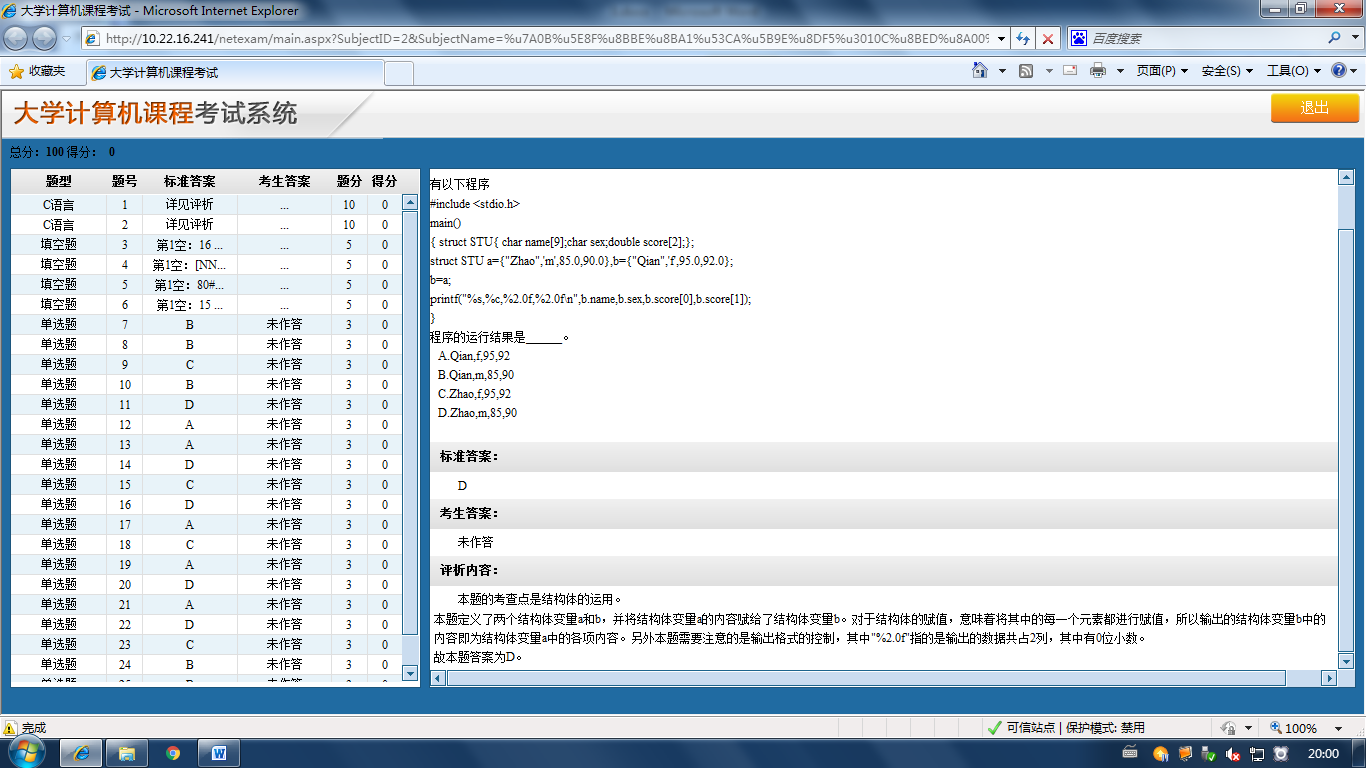 大学计算机课程考试 - Microsoft Internet Explorer
http://10.22.16.241/netexam/main.aspx?SubjectID=2&SubjectName=%u7A0B%u5E8F%u8BBE%u8BA1%u53CA%u5B9E%u8DF5%u3010C%u8BED%u8A00%
百度搜索
收藏夹
大学计算机课程考试
页面(P)
安全(S)
工具(O)
大学计算机课程考试系统
退出
总分：100 得分： 0
题型 题号 标准答案 考生答案 题分 得分
C语言 1 详见评析 ... 10 0
C语言 2 详见评析 ... 10 0
填空题 3 第1空：16 ... ... 5 0
填空题 4 第1空：[NN... ... 5 0
填空题 5 第1空：80#... ... 5 0
填空题 6 第1空：15 ... ... 5 0
单选题 7 B 未作答 3 0
单选题 8 B 未作答 3 0
单选题 9 C 未作答 3 0
单选题 10 B 未作答 3 0
单选题 11 D 未作答 3 0
单选题 12 A 未作答 3 0
单选题 13 A 未作答 3 0
单选题 14 D 未作答 3 0
单选题 15 C 未作答 3 0
单选题 16 D 未作答 3 0
单选题 17 A 未作答 3 0
单选题 18 C 未作答 3 0
单选题 19 A 未作答 3 0
单选题 20 D 未作答 3 0
单选题 21 A 未作答 3 0
单选题 22 D 未作答 3 0
单选题 23 C 未作答 3 0
单选题 24 B 未作答 3 0
有以下程序
#include <stdio.h>
main()
{ struct STU{ char name[9];char sex;double score[2];};
struct STU a={"Zhao",'m',85.0,90.0},b={"Qian",'f',95.0,92.0};
b=a;
printf("%s,%c,%2.0f,%2.0f\n",b.name,b.sex,b.score[0],b.score[1]);
}
程序的运行结果是______。
A.Qian,f,95,92
B.Qian,m,85,90
C.Zhao,f,95,92
D.Zhao,m,85,90
标准答案：
D
考生答案：
未作答
评析内容：
本题的考查点是结构体的运用。
本题定义了两个结构体变量a和b，并将结构体变量a的内容赋给了结构体变量b。对于结构体的赋值，意味着将其中的每一个元素都进行赋值，所以输出的结构体变量b中的
内容即为结构体变量a中的各项内容。另外本题需要注意的是输出格式的控制，其中"%2.0f"指的是输出的数据共占2列，其中有0位小数。
故本题答案为D。
完成
可信站点 | 保护模式: 禁用
100%
20:00